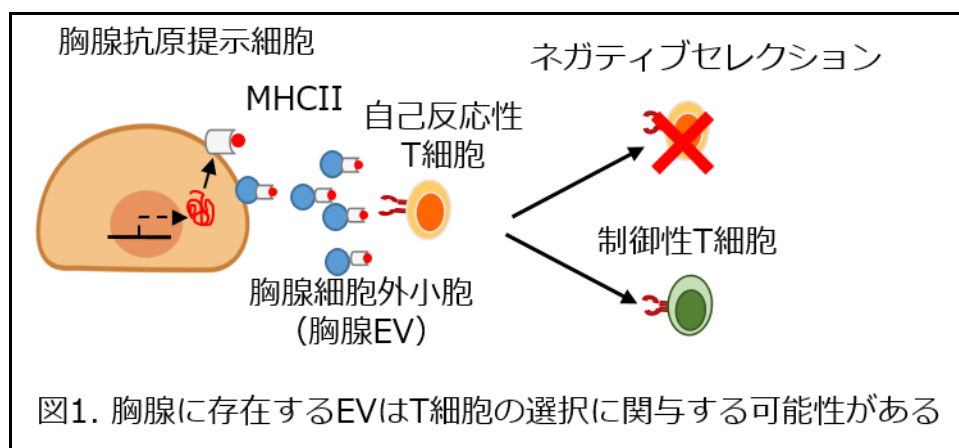 胸腺抗原提示細胞
MHCII
自己反応性
T細胞
胸腺細胞外小胞
（胸腺EV）
ネガティブセレクション
制御性T細胞
図1. 胸腺に存在するEVはT細胞の選択に関与する可能性がある